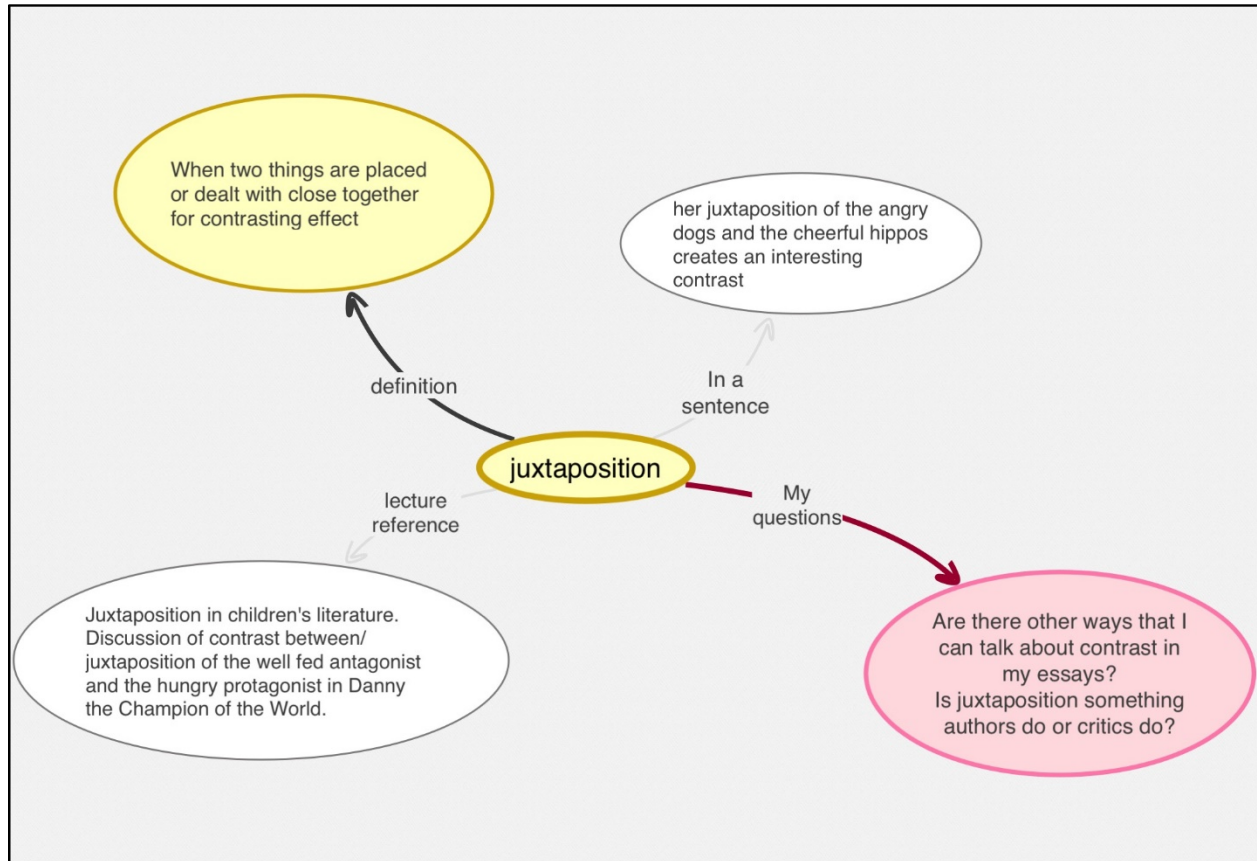 When two things are placed
or dealt with close together
for contrasting effect
her juxtaposition of the angry
dogs and the cheerful hippos
creates an interesting
contrast
definition
In a
sentence
juxtaposition
lecture
reference
My
questions
Juxtaposition in children's literature.
Discussion of contrast between/
juxtaposition of the well fed antagonist
and the hungry protagonist in Danny
the Champion of the World.
Are there other ways that I
can talk about contrast in
my essays?
Is juxtaposition something
authors do or critics do?